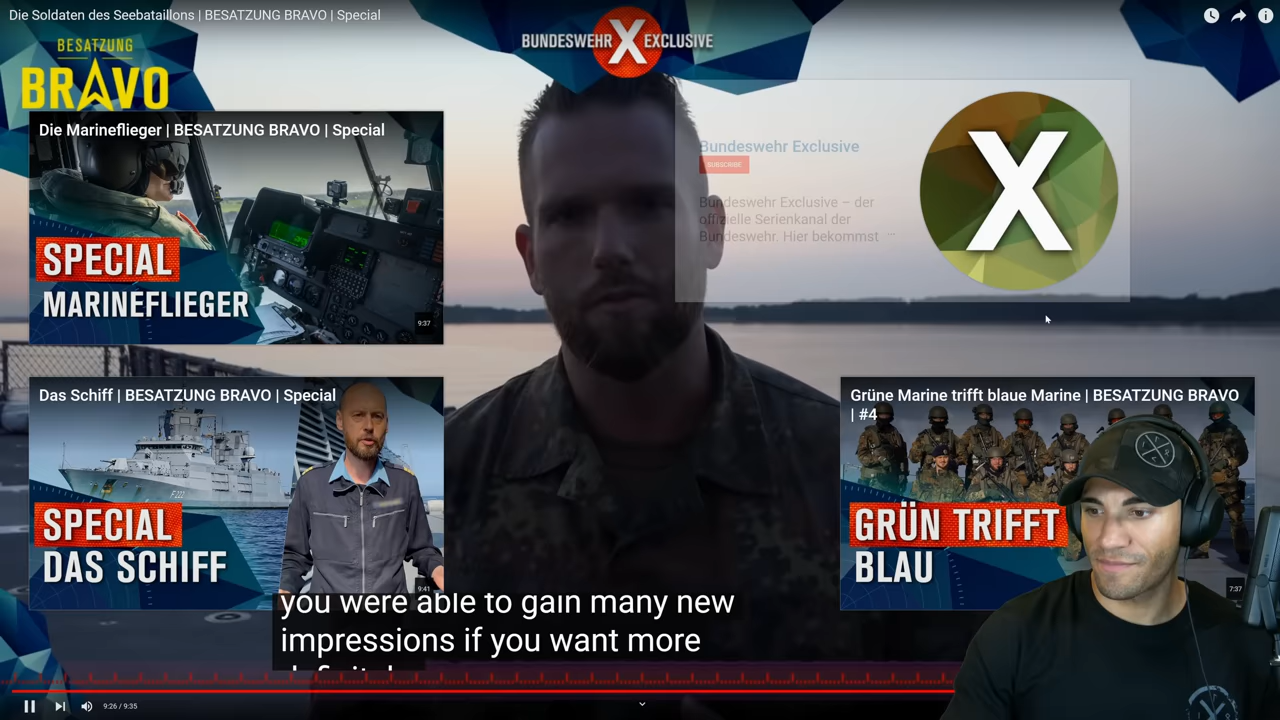 Die Soldaten des Seebataillons | BESATZUNG BRAVO | Special
BESATZUNG
BRAVO
BUNDESWEHR X EXCLUSIVE
Die Marineflieger | BESATZUNG BRAVO | Special
SPECIAL
MARINEFLIEGER
9:37
Bundeswehr Exclusive
SUBSCRIBE
Bundeswehr Exclusive – der
offizielle Serienkanal der
Bundeswehr. Hier bekommst ...
X
Das Schiff | BESATZUNG BRAVO | Special
F 222
SPECIAL
DAS SCHIFF
9:41
Grüne Marine trifft blaue Marine | BESATZUNG BRAVO
| #4
GRÜN TRIFFT
BLAU
7:37
you were able to gain many new
impressions if you want more
9:26 / 9:35